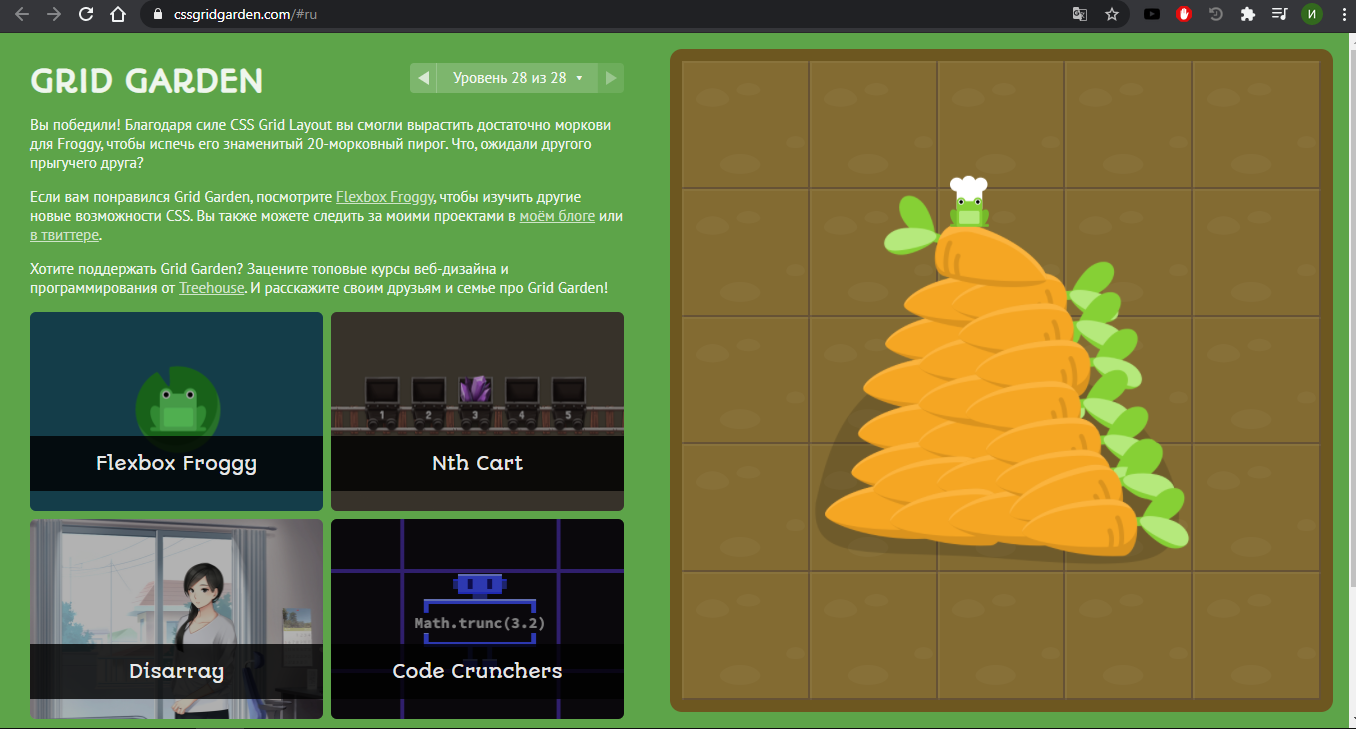 cssgridgarden.com/#ru
И
GRID GARDEN
Уровень 28 из 28
Вы победили! Благодаря силе CSS Grid Layout вы смогли вырастить достаточно моркови
для Froggy, чтобы испечь его знаменитый 20-морковный пирог. Что, ожидали другого
прыгучего друга?
Если вам понравился Grid Garden, посмотрите Flexbox Froggy, чтобы изучить другие
новые возможности CSS. Вы также можете следить за моими проектами в моём блоге или
в твиттере.
Хотите поддержать Grid Garden? Зацените топовые курсы веб-дизайна и
программирования от Treehouse. И расскажите своим друзьям и семье про Grid Garden!
1 2 3 4 5
Flexbox Froggy
Nth Cart
Math.trunc(3.2)
Disarray
Code Crunchers